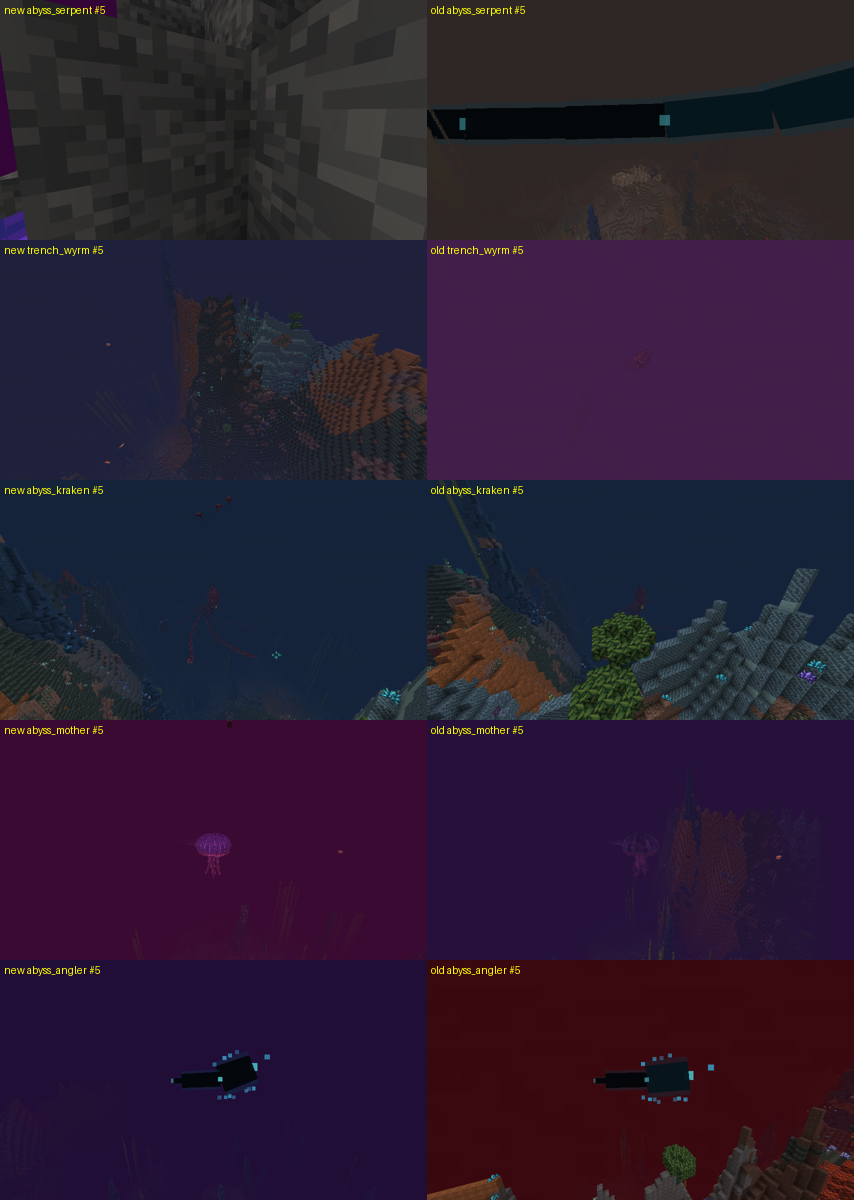 new abyss_serpent #5
old abyss_serpent #5
new trench_wyrm #5
old trench_wyrm #5
new abyss_kraken #5
old abyss_kraken #5
new abyss_mother #5
old abyss_mother #5
new abyss_angler #5
old abyss_angler #5